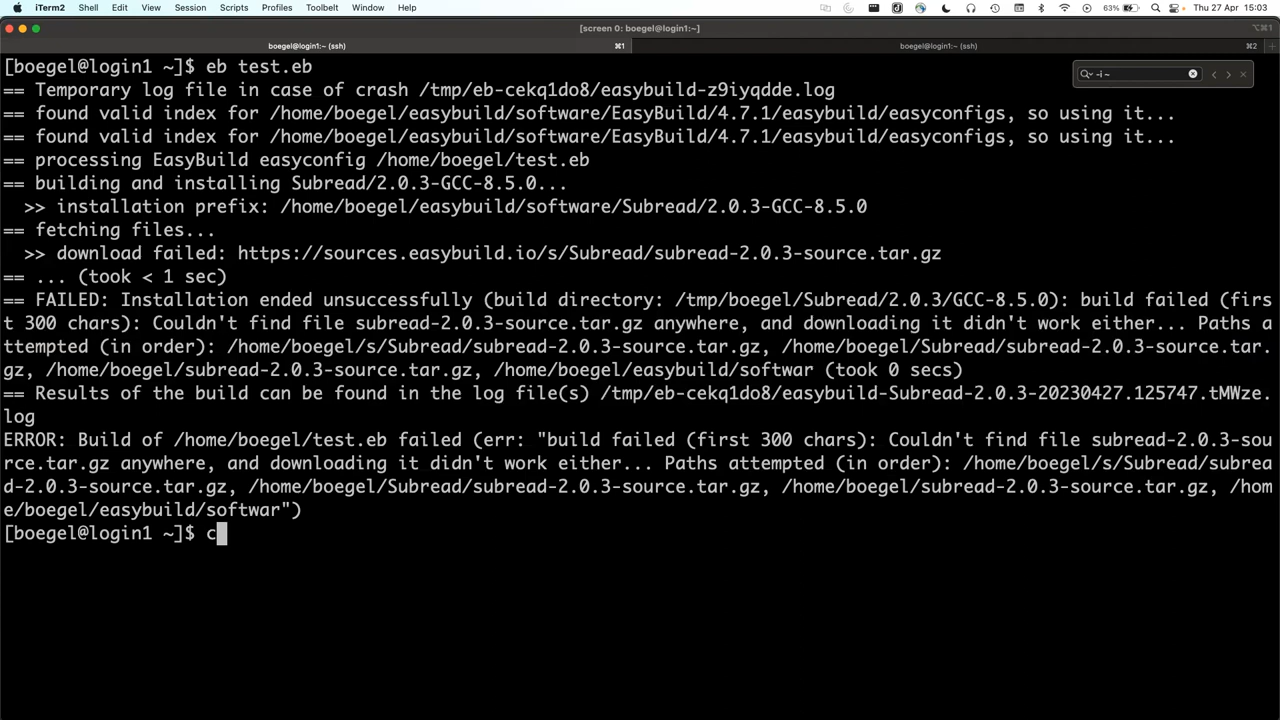 iTerm2 Shell Edit View Session Scripts Profiles Toolbelt Window Help 63% Thu 27 Apr 15:03
[screen 0: boegel@login1:~] ⌥⌘1
boegel@login1:~ (ssh) ⌘1 boegel@login1:~ (ssh) ⌘2 +
[boegel@login1 ~]$ eb test.eb
-i ~
== Temporary log file in case of crash /tmp/eb-cekq1do8/easybuild-z9iyqdde.log
== found valid index for /home/boegel/software/EasyBuild/4.7.1/easybuild/easyconfigs, so using it...
== found valid index for /home/boegel/software/EasyBuild/4.7.1/easybuild/easyconfigs, so using it...
== processing EasyBuild easyconfig /home/boegel/test.eb
== building and installing Subread/2.0.3-GCC-8.5.0...
  >> installation prefix: /home/boegel/easybuild/software/Subread/2.0.3-GCC-8.5.0
== fetching files...
  >> download failed: https://sources.easybuild.io/s/Subread/subread-2.0.3-source.tar.gz
== ... (took < 1 sec)
== FAILED: Installation ended unsuccessfully (build directory: /tmp/boegel/Subread/2.0.3/GCC-8.5.0): build failed (firs
t 300 chars): Couldn't find file subread-2.0.3-source.tar.gz anywhere, and downloading it didn't work either... Paths a
ttempted (in order): /home/boegel/s/Subread/subread-2.0.3-source.tar.gz, /home/boegel/Subread/subread-2.0.3-source.tar.
gz, /home/boegel/subread-2.0.3-source.tar.gz, /home/boegel/easybuild/softwar (took 0 secs)
== Results of the build can be found in the log file(s) /tmp/eb-cekq1do8/easybuild-Subread-2.0.3-20230427.125747.tMWze.
log
ERROR: Build of /home/boegel/test.eb failed (err: "build failed (first 300 chars): Couldn't find file subread-2.0.3-sou
rce.tar.gz anywhere, and downloading it didn't work either... Paths attempted (in order): /home/boegel/s/Subread/subrea
d-2.0.3-source.tar.gz, /home/boegel/Subread/subread-2.0.3-source.tar.gz, /home/boegel/subread-2.0.3-source.tar.gz, /hom
e/boegel/easybuild/softwar")
[boegel@login1 ~]$ c